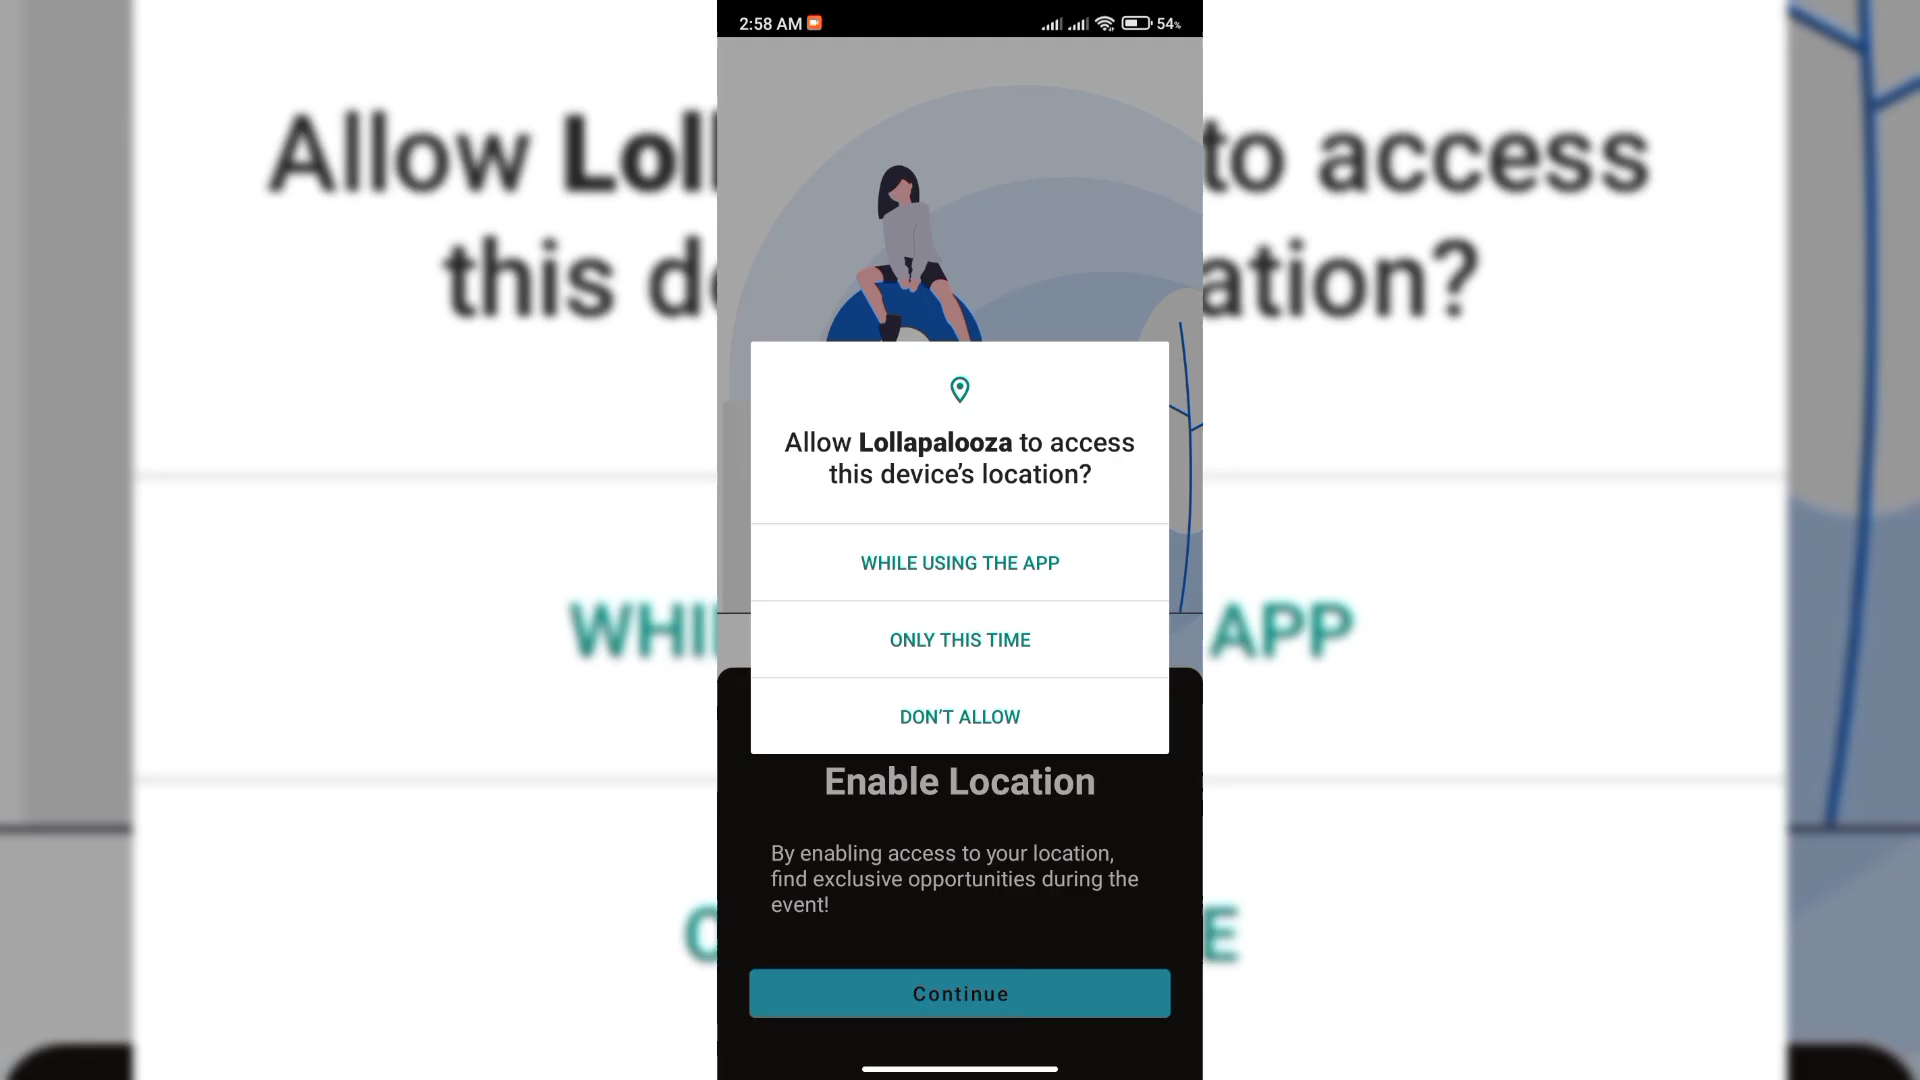 2:58 AM
54%
Allow Lollapalooza to access
this device's location?
WHILE USING THE APP
ONLY THIS TIME
DON'T ALLOW
Enable Location
By enabling access to your location,
find exclusive opportunities during the
event!
Continue
Allow Lol
to access
this d
ation?
WHI
APP
E